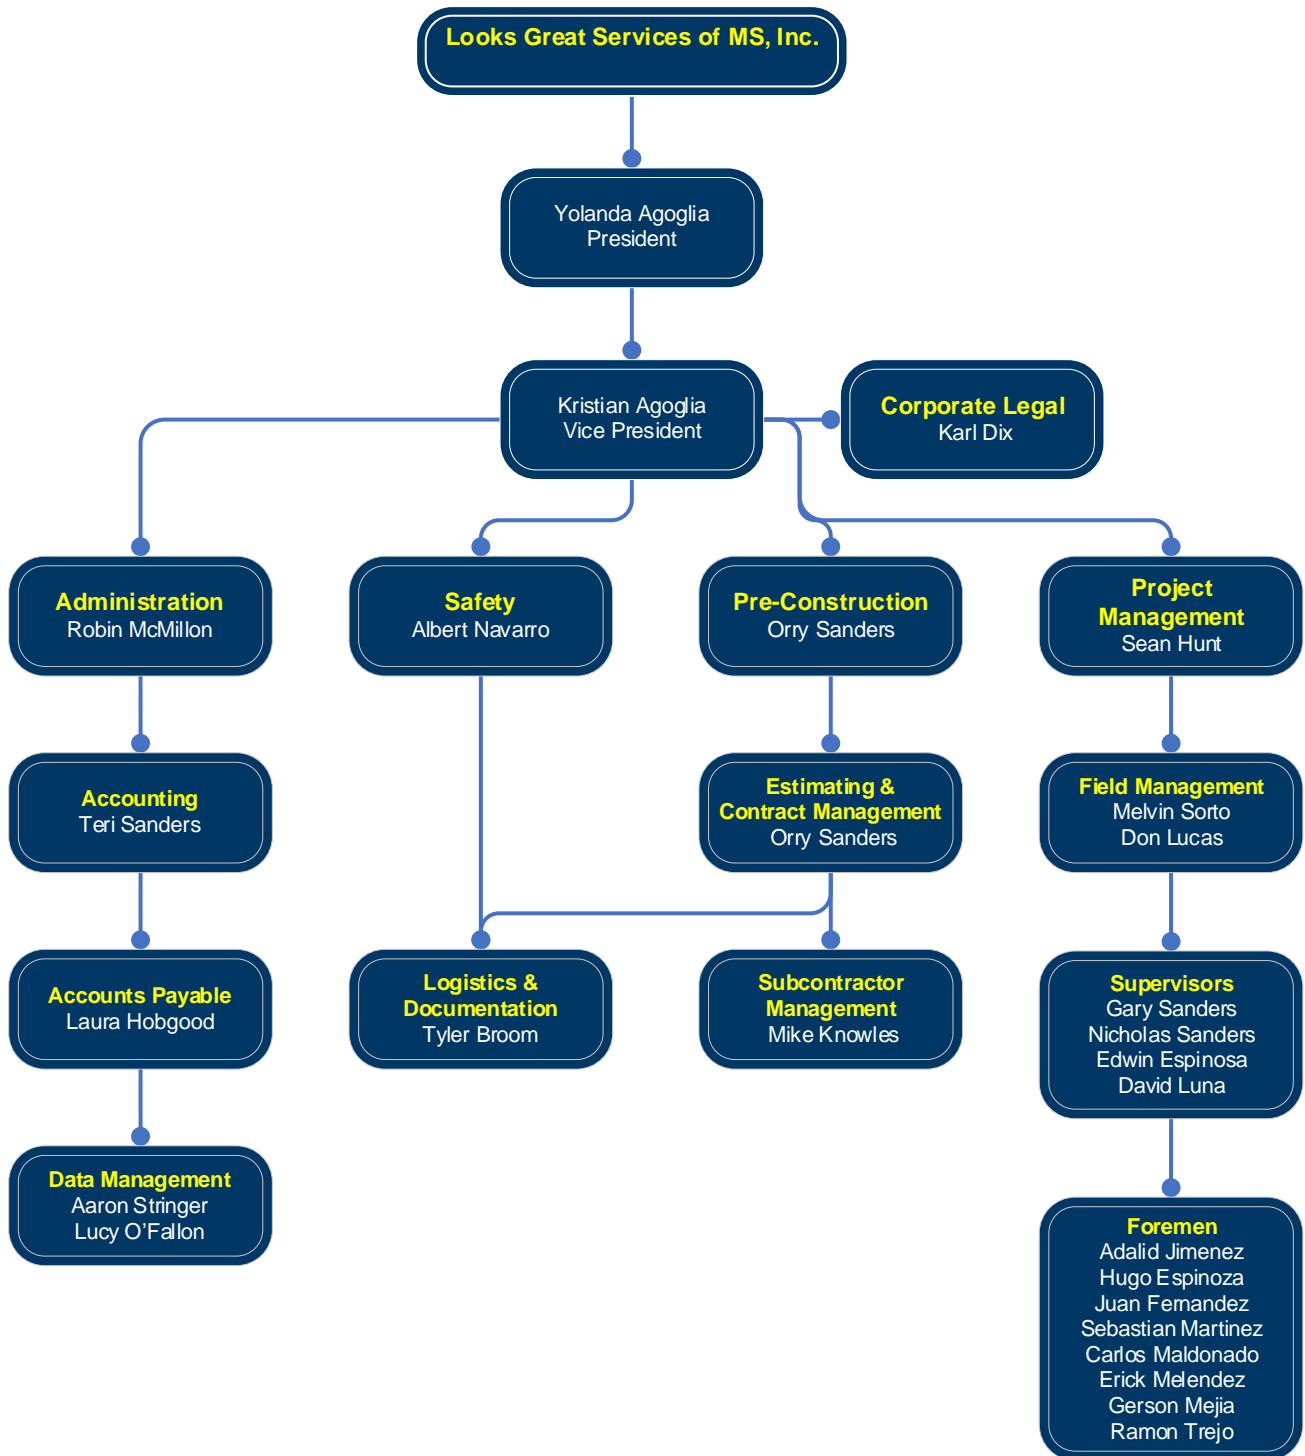 Looks Great Services of MS, Inc.
Yolanda Agoglia
President
Kristian Agoglia
Vice President
Corporate Legal
Karl Dix
Administration
Robin McMillon
Safety
Albert Navarro
Pre-Construction
Orry Sanders
Project
Management
Sean Hunt
Accounting
Teri Sanders
Estimating &
Contract Management
Orry Sanders
Field Management
Melvin Sorto
Don Lucas
Accounts Payable
Laura Hobgood
Logistics &
Documentation
Tyler Broom
Subcontractor
Management
Mike Knowles
Supervisors
Gary Sanders
Nicholas Sanders
Edwin Espinosa
David Luna
Data Management
Aaron Stringer
Lucy O’Fallon
Foremen
Adalid Jimenez
Hugo Espinoza
Juan Fernandez
Sebastian Martinez
Carlos Maldonado
Erick Melendez
Gerson Mejia
Ramon Trejo